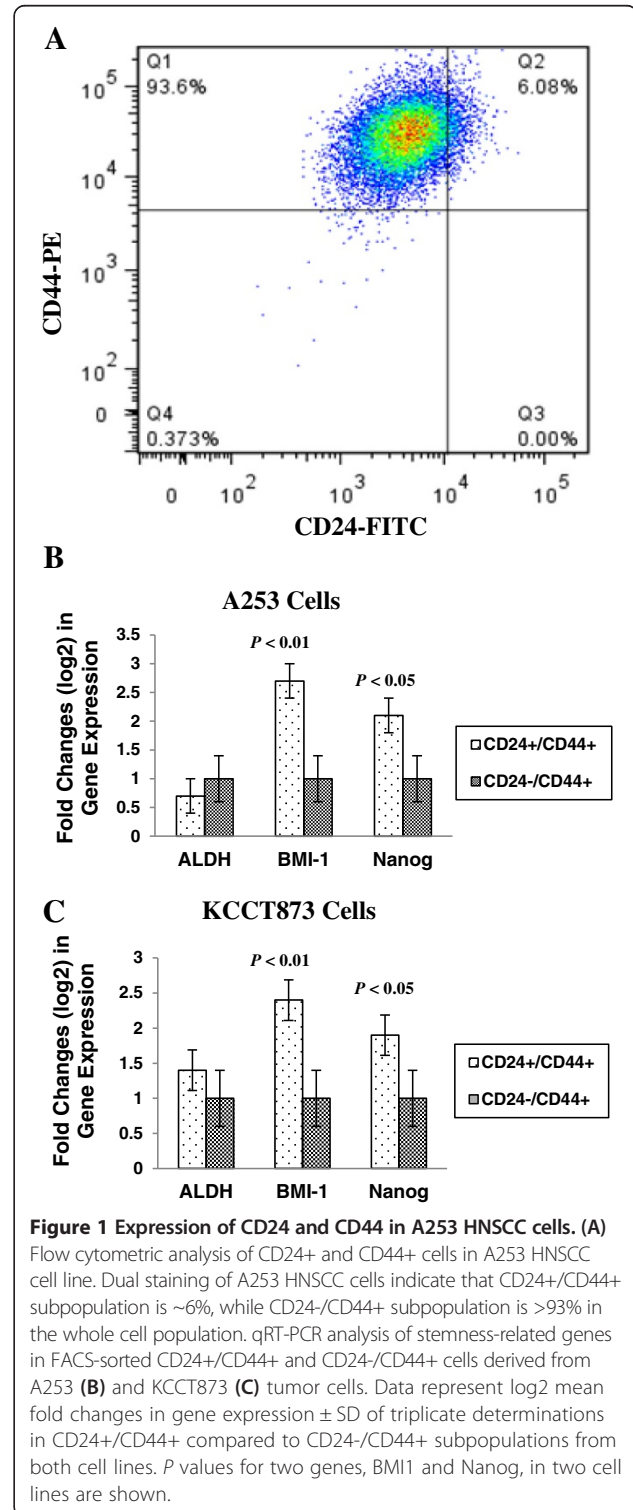 A
Q1
93.6%
Q2
6.08%
10^5
10^4
10^3
10^2
0
Q4
0.373%
Q3
0.00%
CD44-PE
0 10^2 10^3 10^4 10^5
CD24-FITC
B
A253 Cells
Fold Changes (log2) in
Gene Expression
3.5
3
2.5
2
1.5
1
0.5
0
P < 0.01
P < 0.05
ALDH BMI-1 Nanog
CD24+/CD44+
CD24-/CD44+
C
KCCT873 Cells
Fold Changes (log2) in
Gene Expression
3
2.5
2
1.5
1
0.5
0
P < 0.01
P < 0.05
ALDH BMI-1 Nanog
CD24+/CD44+
CD24-/CD44+
Figure 1 Expression of CD24 and CD44 in A253 HNSCC cells. (A)
Flow cytometric analysis of CD24+ and CD44+ cells in A253 HNSCC
cell line. Dual staining of A253 HNSCC cells indicate that CD24+/CD44+
subpopulation is ~6%, while CD24-/CD44+ subpopulation is >93% in
the whole cell population. qRT-PCR analysis of stemness-related genes
in FACS-sorted CD24+/CD44+ and CD24-/CD44+ cells derived from
A253 (B) and KCCT873 (C) tumor cells. Data represent log2 mean
fold changes in gene expression ± SD of triplicate determinations
in CD24+/CD44+ compared to CD24-/CD44+ subpopulations from
both cell lines. P values for two genes, BMI1 and Nanog, in two cell
lines are shown.